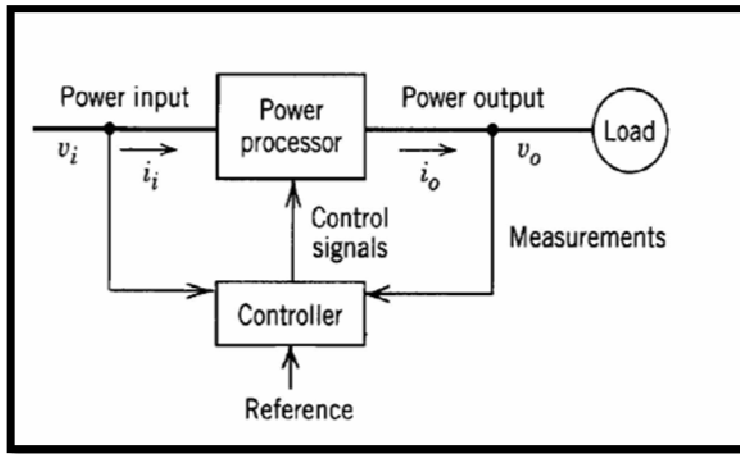 Power input
Power
processor
Power output
Load
v_i
i_i
i_o
v_o
Control
signals
Measurements
Controller
Reference